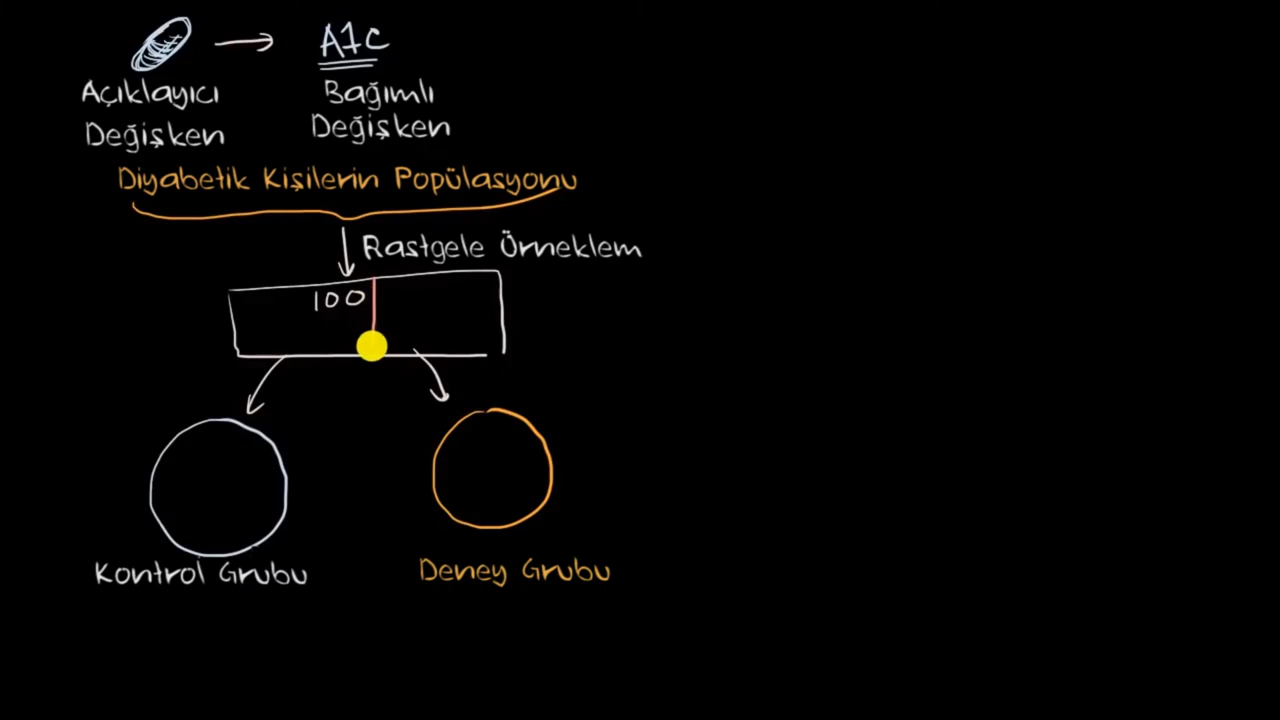 A1C
Açıklayıcı
Değişken
Bağımlı
Değişken
Diyabetik Kişilerin Popülasyonu
Rastgele Örneklem
100
Kontrol Grubu
Deney Grubu